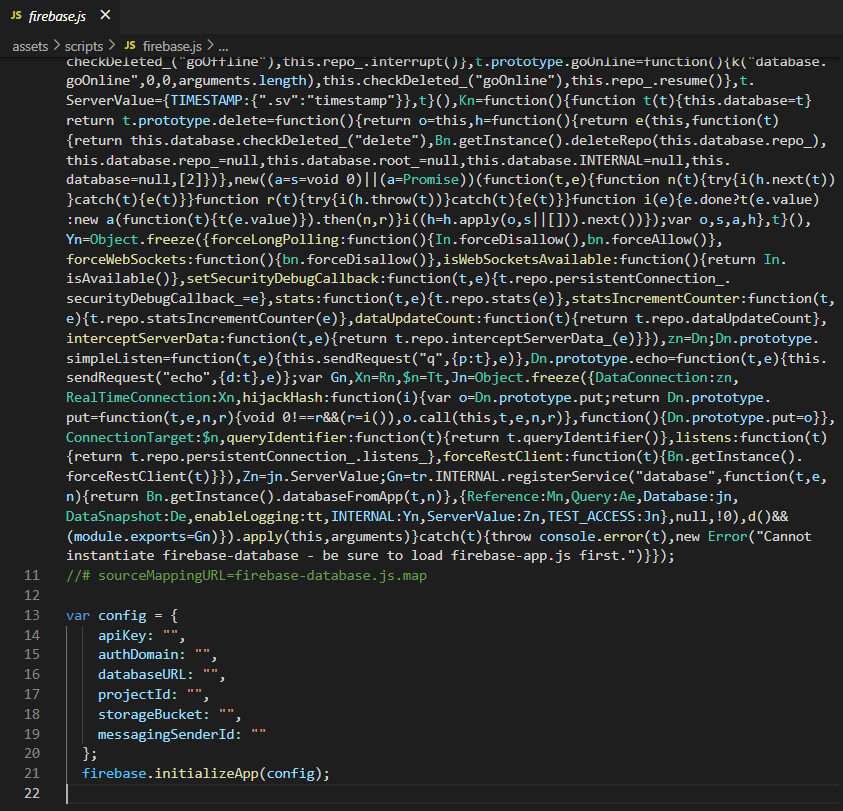 JS firebase.js ×
assets > scripts > JS firebase.js > ...
checkDeleted_("goOffline"),this.repo_.interrupt()},t.prototype.goOnline=function(){k("database.
goOnline",0,0,arguments.length),this.checkDeleted_("goOnline"),this.repo_.resume()},t.
ServerValue={TIMESTAMP:{".sv":"timestamp"}},t}(),Kn=function(){function t(t){this.database=t}
return t.prototype.delete=function(){return o=this,h=function(){return e(this,function(t)
{return this.database.checkDeleted_("delete"),Bn.getInstance().deleteRepo(this.database.repo_),
this.database.repo_=null,this.database.root_=null,this.database.INTERNAL=null,this.
database=null,[2]})},new((a=s=void 0)||(a=Promise))(function(t,e){function n(t){try{i(h.next(t))
}catch(t){e(t)}}function r(t){try{i(h.throw(t))}catch(t){e(t)}}function i(e){e.done?t(e.value)
:new a(function(t){t(e.value)}).then(n,r)}i((h=h.apply(o,s||[])).next())});var o,s,a,h},t}(),
Yn=Object.freeze({forceLongPolling:function(){In.forceDisallow(),bn.forceAllow()},
forceWebSockets:function(){bn.forceDisallow()},isWebSocketsAvailable:function(){return In.
isAvailable()},setSecurityDebugCallback:function(t,e){t.repo.persistentConnection_.
securityDebugCallback_=e},stats:function(t,e){t.repo.stats(e)},statsIncrementCounter:function(t,
e){t.repo.statsIncrementCounter(e)},dataUpdateCount:function(t){return t.repo.dataUpdateCount},
interceptServerData:function(t,e){return t.repo.interceptServerData_(e)}}),zn=Dn;Dn.prototype.
simpleListen=function(t,e){this.sendRequest("q",{p:t},e)},Dn.prototype.echo=function(t,e){this.
sendRequest("echo",{d:t},e)};var Gn,Xn=Rn,$n=Tt,Jn=Object.freeze({DataConnection:zn,
RealTimeConnection:Xn,hijackHash:function(i){var o=Dn.prototype.put;return Dn.prototype.
put=function(t,e,n,r){void 0!==r&&(r=i()),o.call(this,t,e,n,r)},function(){Dn.prototype.put=o}},
ConnectionTarget:$n,queryIdentifier:function(t){return t.queryIdentifier()},listens:function(t)
{return t.repo.persistentConnection_.listens_},forceRestClient:function(t){Bn.getInstance().
forceRestClient(t)}}),Zn=jn.ServerValue;Gn=tr.INTERNAL.registerService("database",function(t,e,
n){return Bn.getInstance().databaseFromApp(t,n)},{Reference:Mn,Query:Ae,Database:jn,
DataSnapshot:De,enableLogging:tt,INTERNAL:Yn,ServerValue:Zn,TEST_ACCESS:Jn},null,!0),d()&&
(module.exports=Gn)}).apply(this,arguments)}catch(t){throw console.error(t),new Error("Cannot
instantiate firebase-database - be sure to load firebase-app.js first.")}});
11 //# sourceMappingURL=firebase-database.js.map
12
13 var config = {
14 apiKey: "",
15 authDomain: "",
16 databaseURL: "",
17 projectId: "",
18 storageBucket: "",
19 messagingSenderId: ""
20 };
21 firebase.initializeApp(config);
22